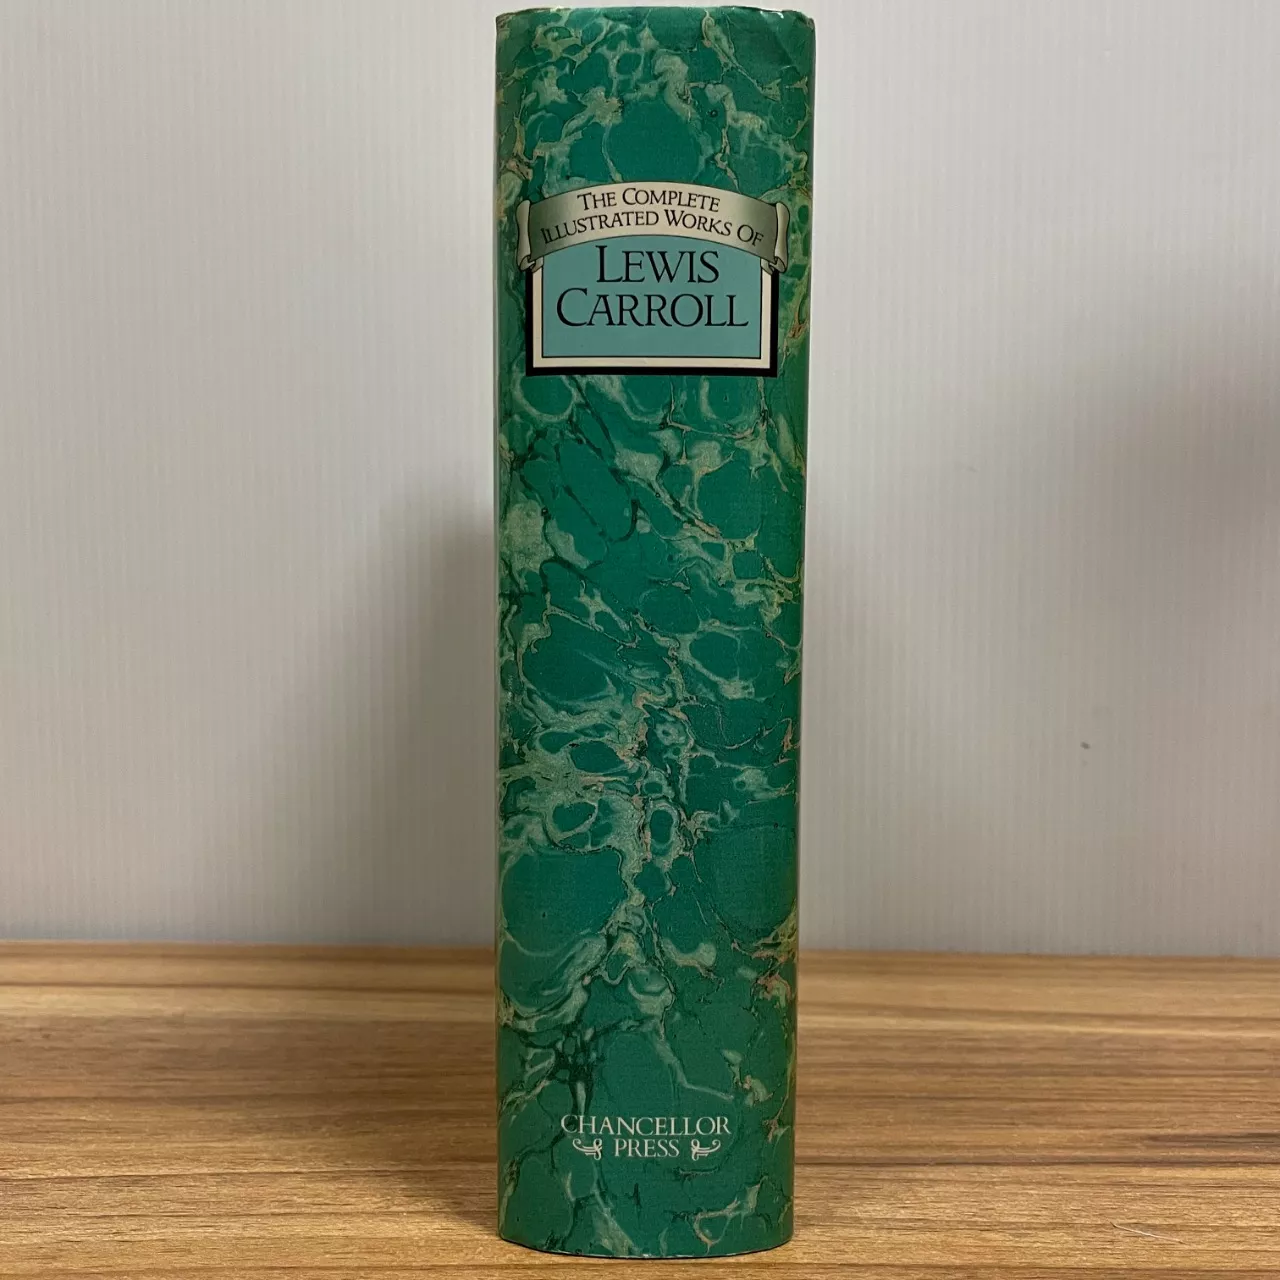 The Complete
Illustrated Works Of
Lewis
Carroll
Chancellor
Press